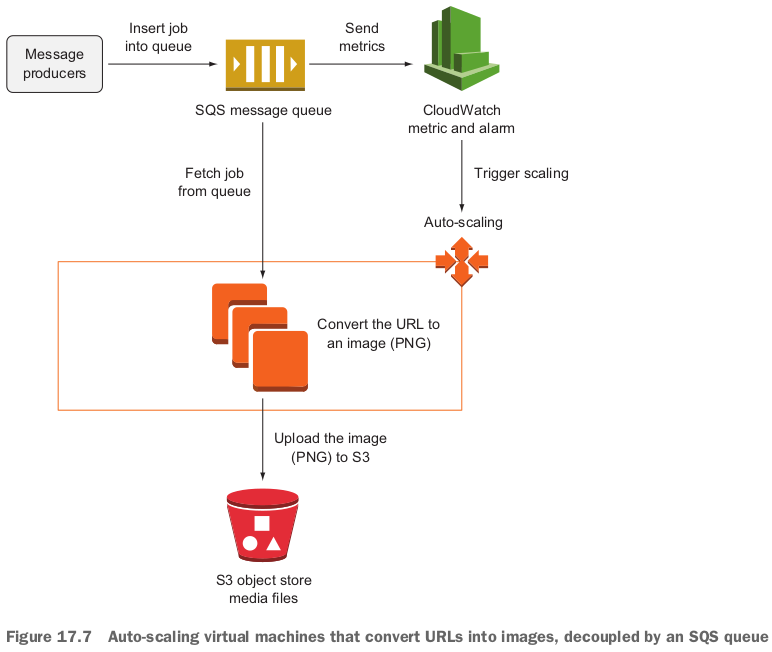 Message
producers
Insert job
into queue
SQS message queue
Send
metrics
CloudWatch
metric and alarm
Fetch job
from queue
Trigger scaling
Auto-scaling
Convert the URL to
an image (PNG)
Upload the image
(PNG) to S3
S3 object store
media files
Figure 17.7 Auto-scaling virtual machines that convert URLs into images, decoupled by an SQS queue